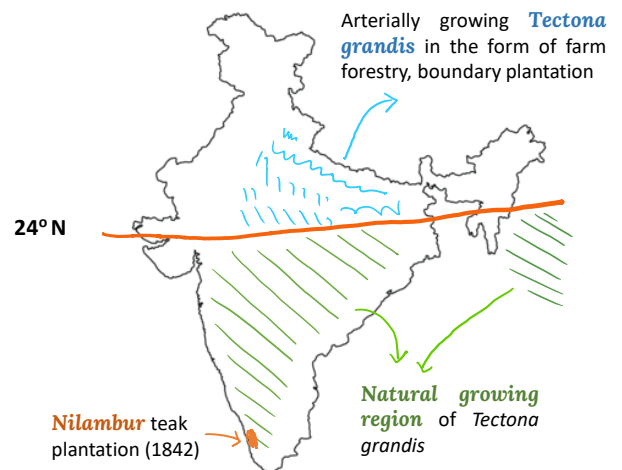 Arterially growing Tectona
grandis in the form of farm
forestry, boundary plantation
24° N
Natural growing
region of Tectona
grandis
Nilambur teak
plantation (1842)